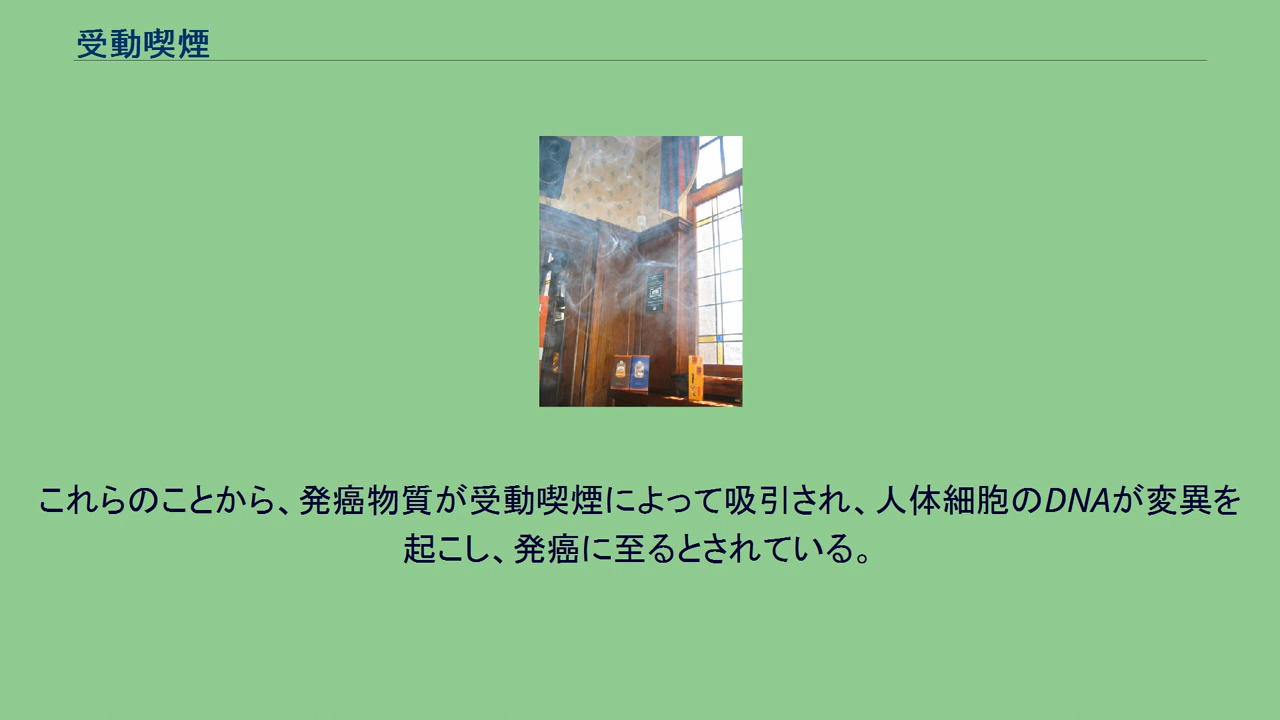 受動喫煙
これらのことから、発癌物質が受動喫煙によって吸引され、人体細胞のDNAが変異を
起こし、発癌に至るとされている。